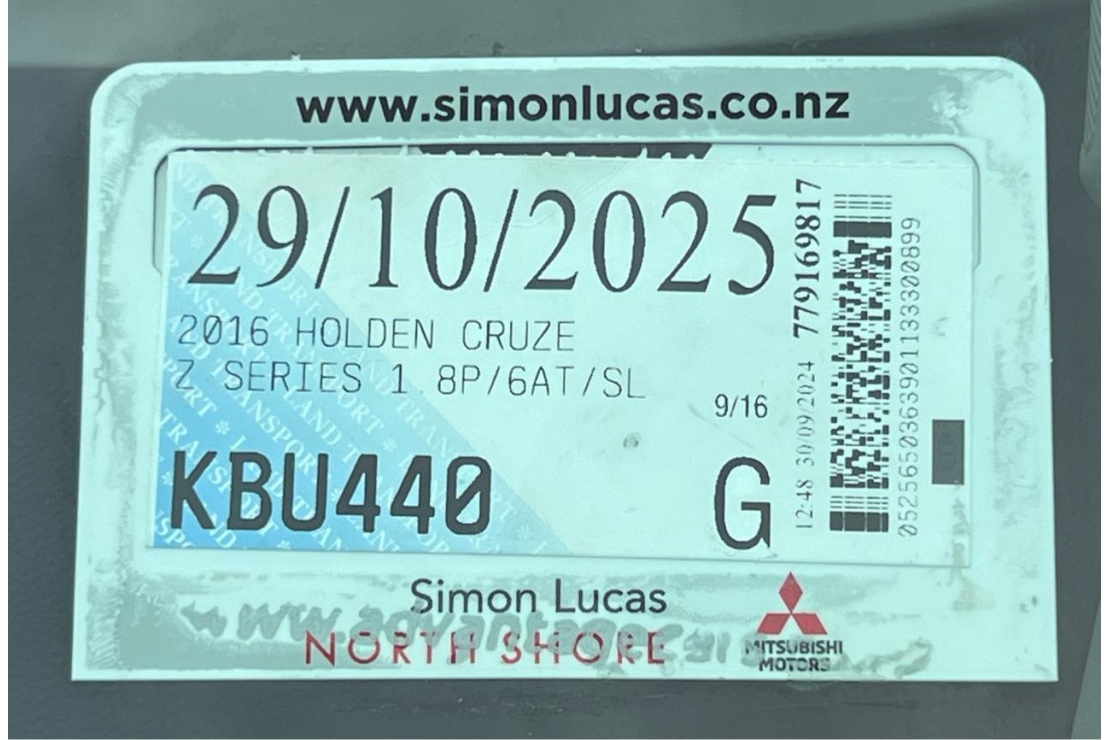 www.simonlucas.co.nz
29/10/2025
2016 HOLDEN CRUZE
Z SERIES 1.8P/6AT/SL
9/16
KBU440
G
12:48 30/09/2024 779169817
05256503639011333300899
Simon Lucas
NORTH SHORE
MITSUBISHI
MOTORS